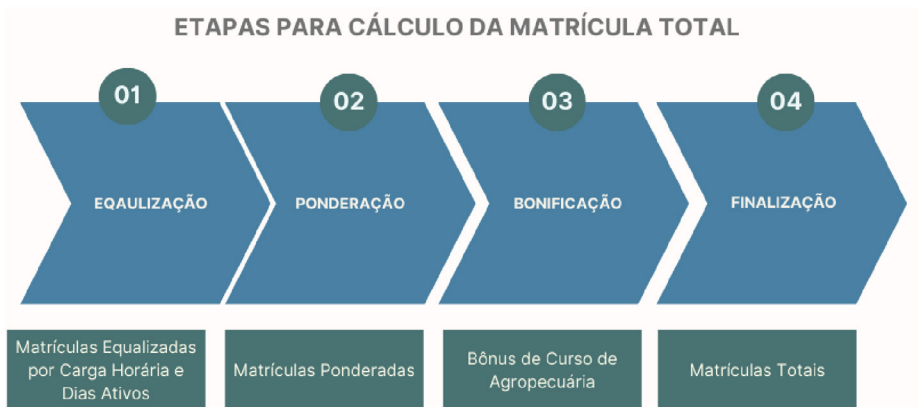 ETAPAS PARA CÁLCULO DA MATRÍCULA TOTAL
01
02
03
04
EQAULIZAÇÃO
PONDERAÇÃO
BONIFICAÇÃO
FINALIZAÇÃO
Matrículas Equalizadas
por Carga Horária e
Dias Ativos
Matrículas Ponderadas
Bônus de Curso de
Agropecuária
Matrículas Totais